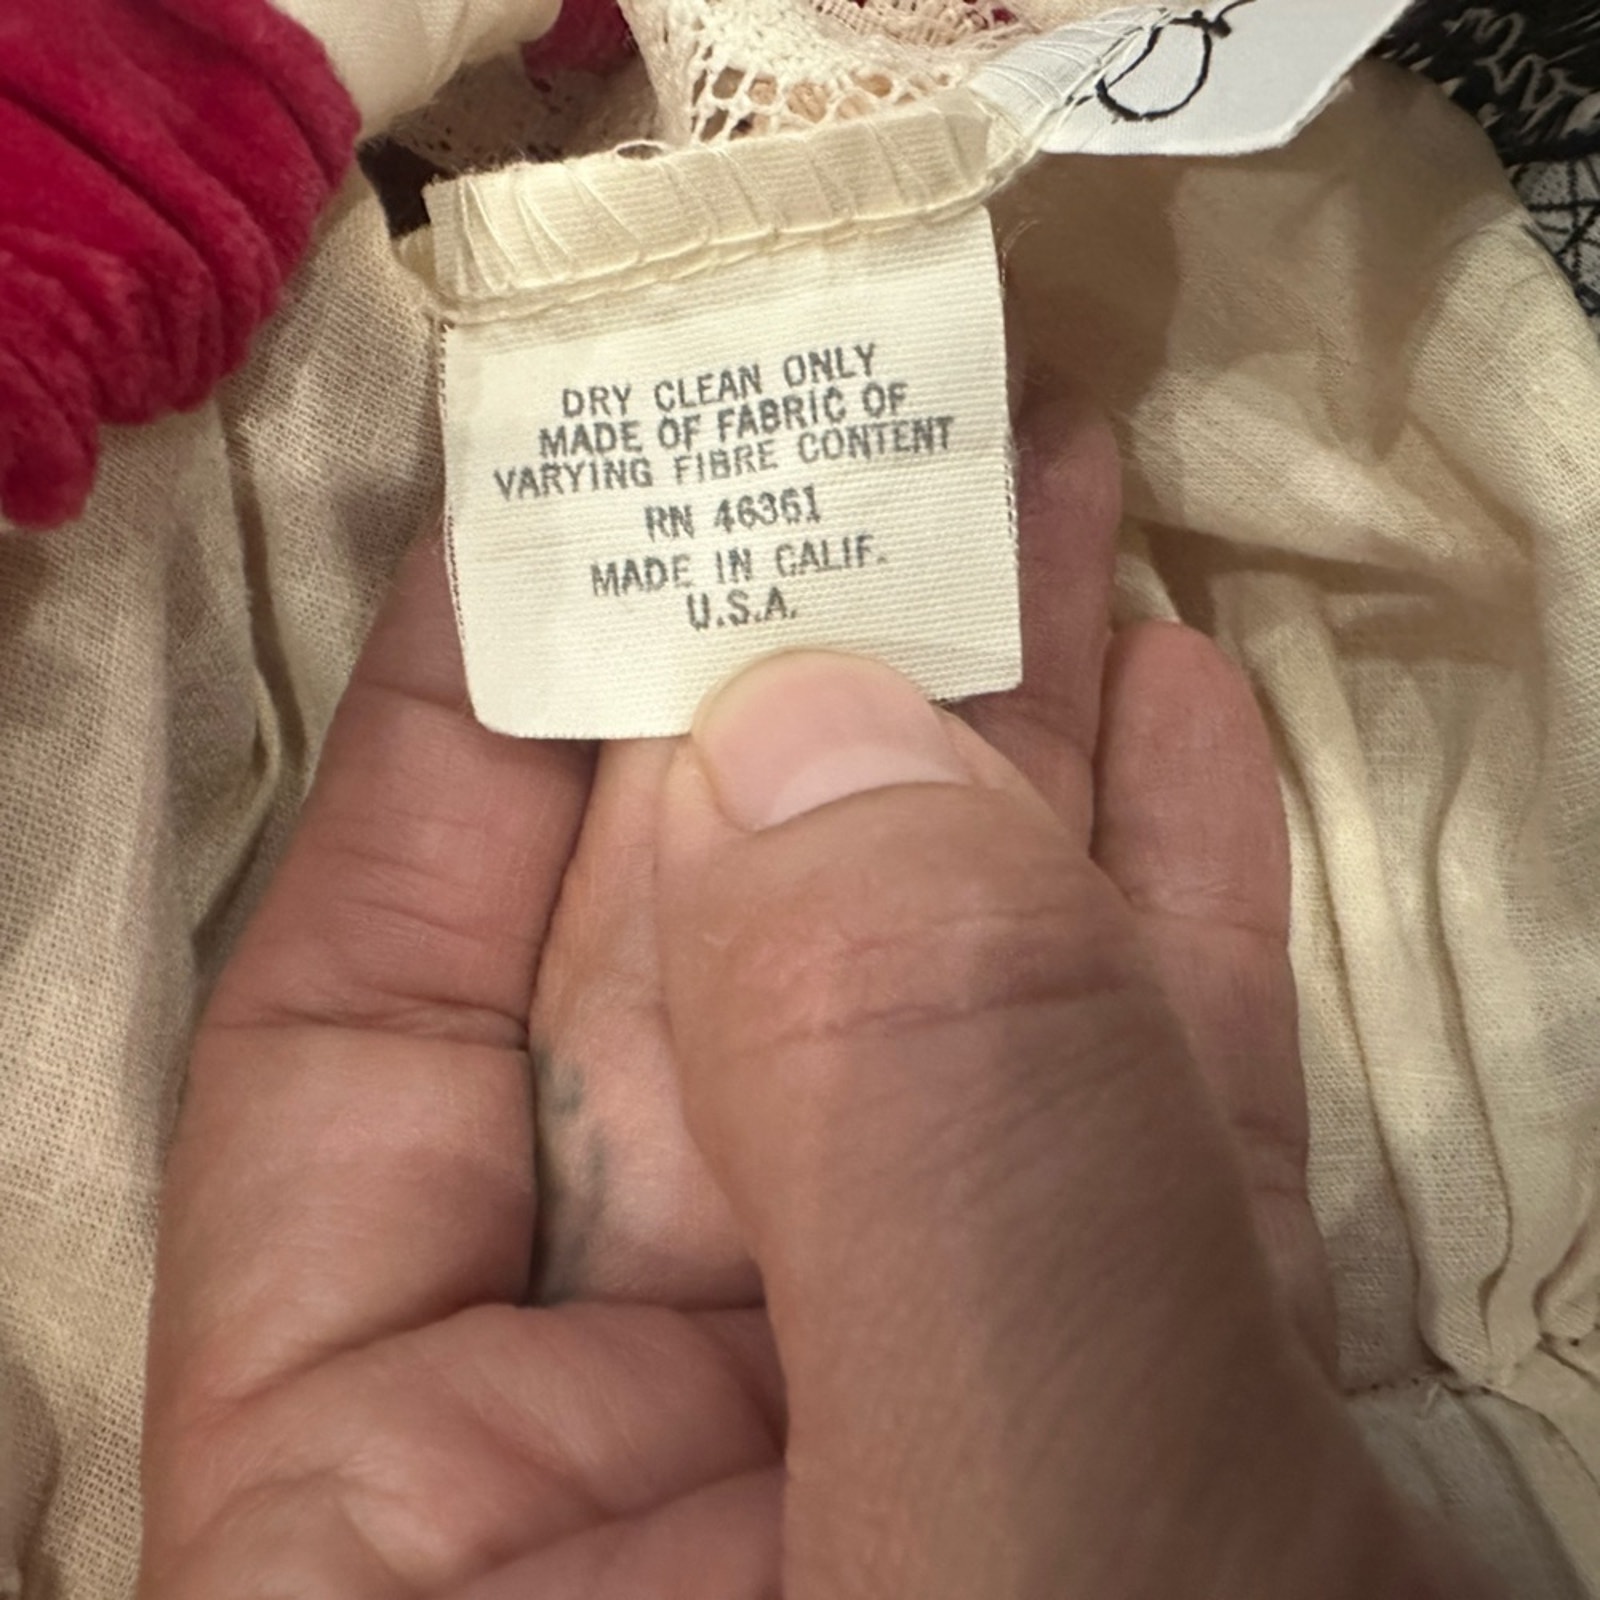 DRY CLEAN ONLY
MADE OF FABRIC OF
VARYING FIBRE CONTENT
RN 46361
MADE IN CALIF.
U.S.A.